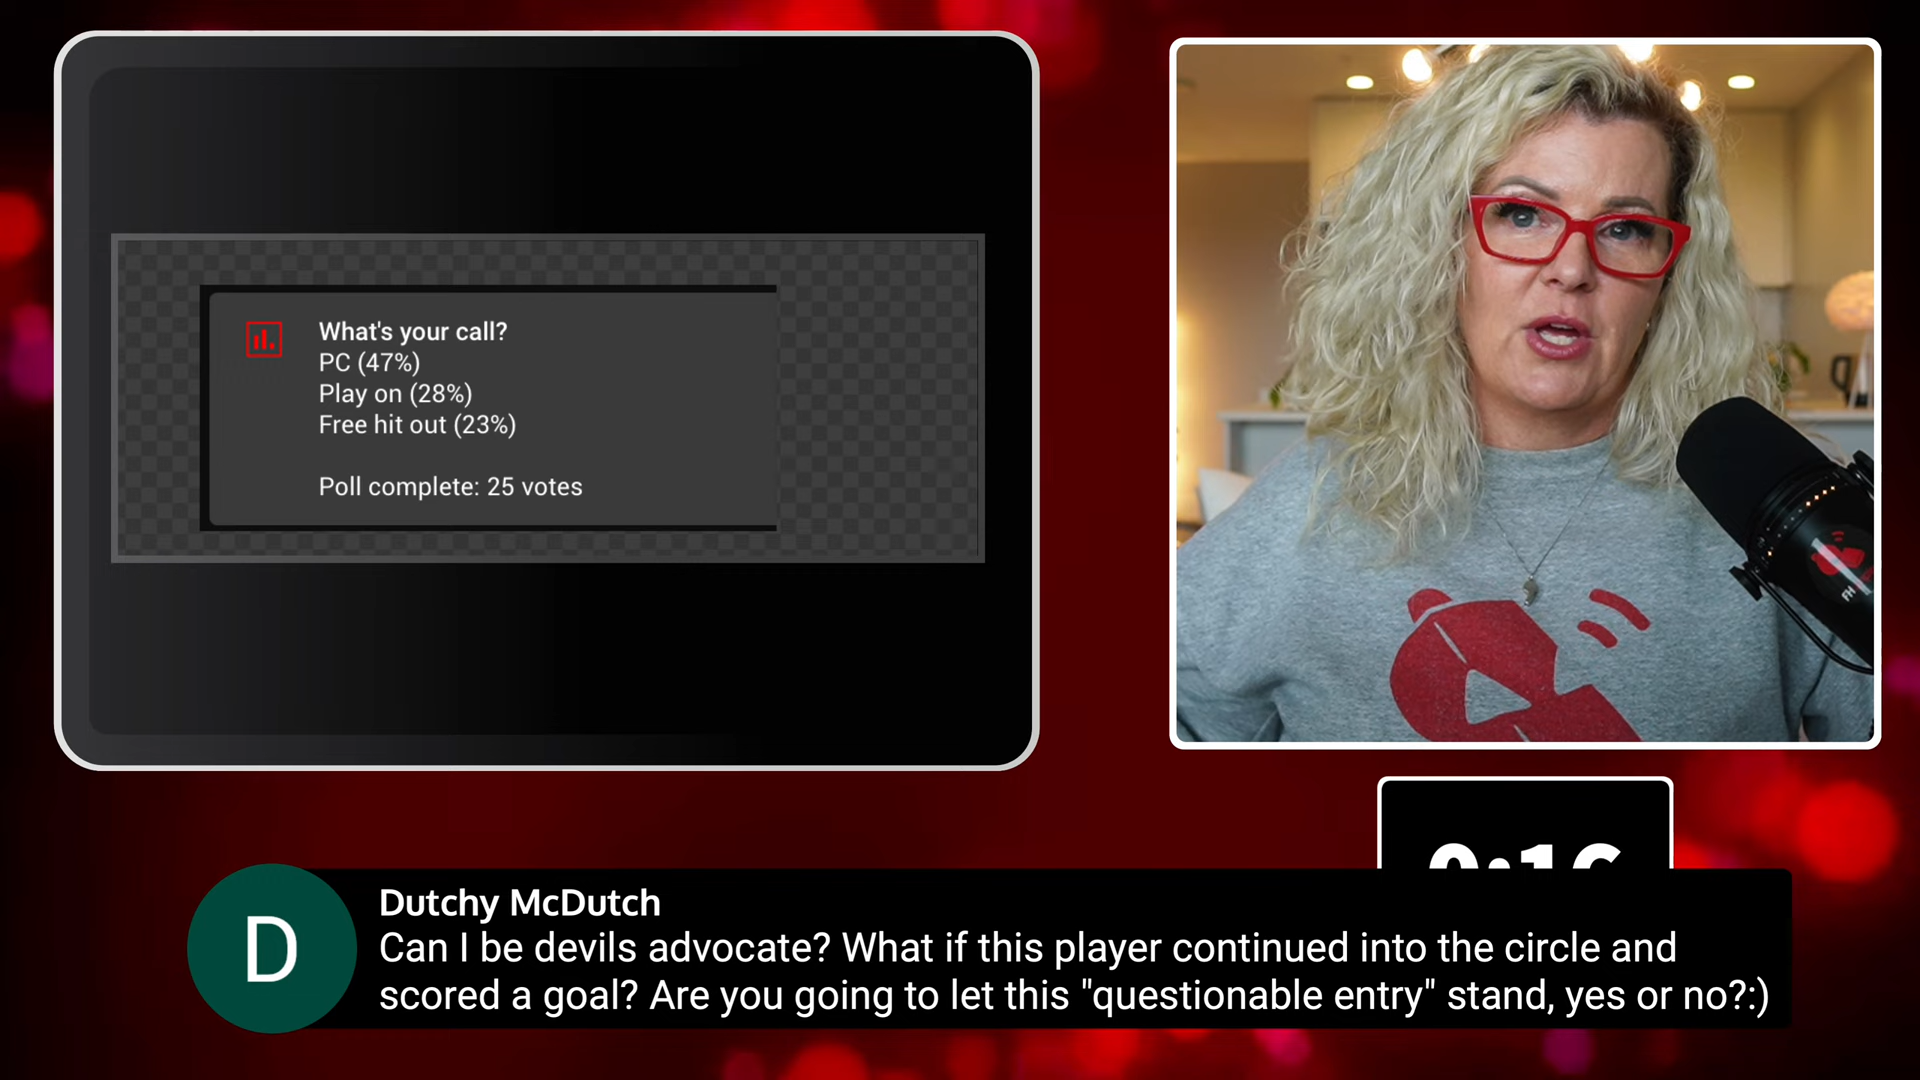 What's your call?
PC (47%)
Play on (28%)
Free hit out (23%)
Poll complete: 25 votes
FH
D
Dutchy McDutch
Can I be devils advocate? What if this player continued into the circle and
scored a goal? Are you going to let this "questionable entry" stand, yes or no?:)